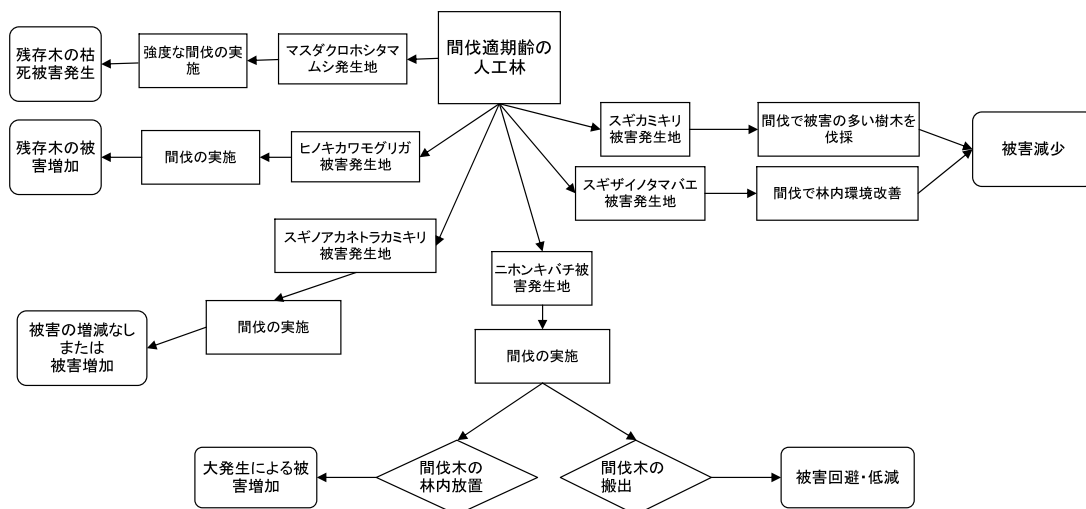 間伐適期齢の
人工林
マスダクロホシタマ
ムシ発生地
強度な間伐の実
施
残存木の枯
死被害発生
ヒノキカワモグリガ
被害発生地
間伐の実施
残存木の被
害増加
スギノアカネトラカミキリ
被害発生地
間伐の実施
被害の増減なし
または
被害増加
スギカミキリ
被害発生地
間伐で被害の多い樹木を
伐採
被害減少
スギザイノタマバエ
被害発生地
間伐で林内環境改善
ニホンキバチ被
害発生地
間伐の実施
間伐木の
林内放置
大発生による被
害増加
間伐木の
搬出
被害回避・低減